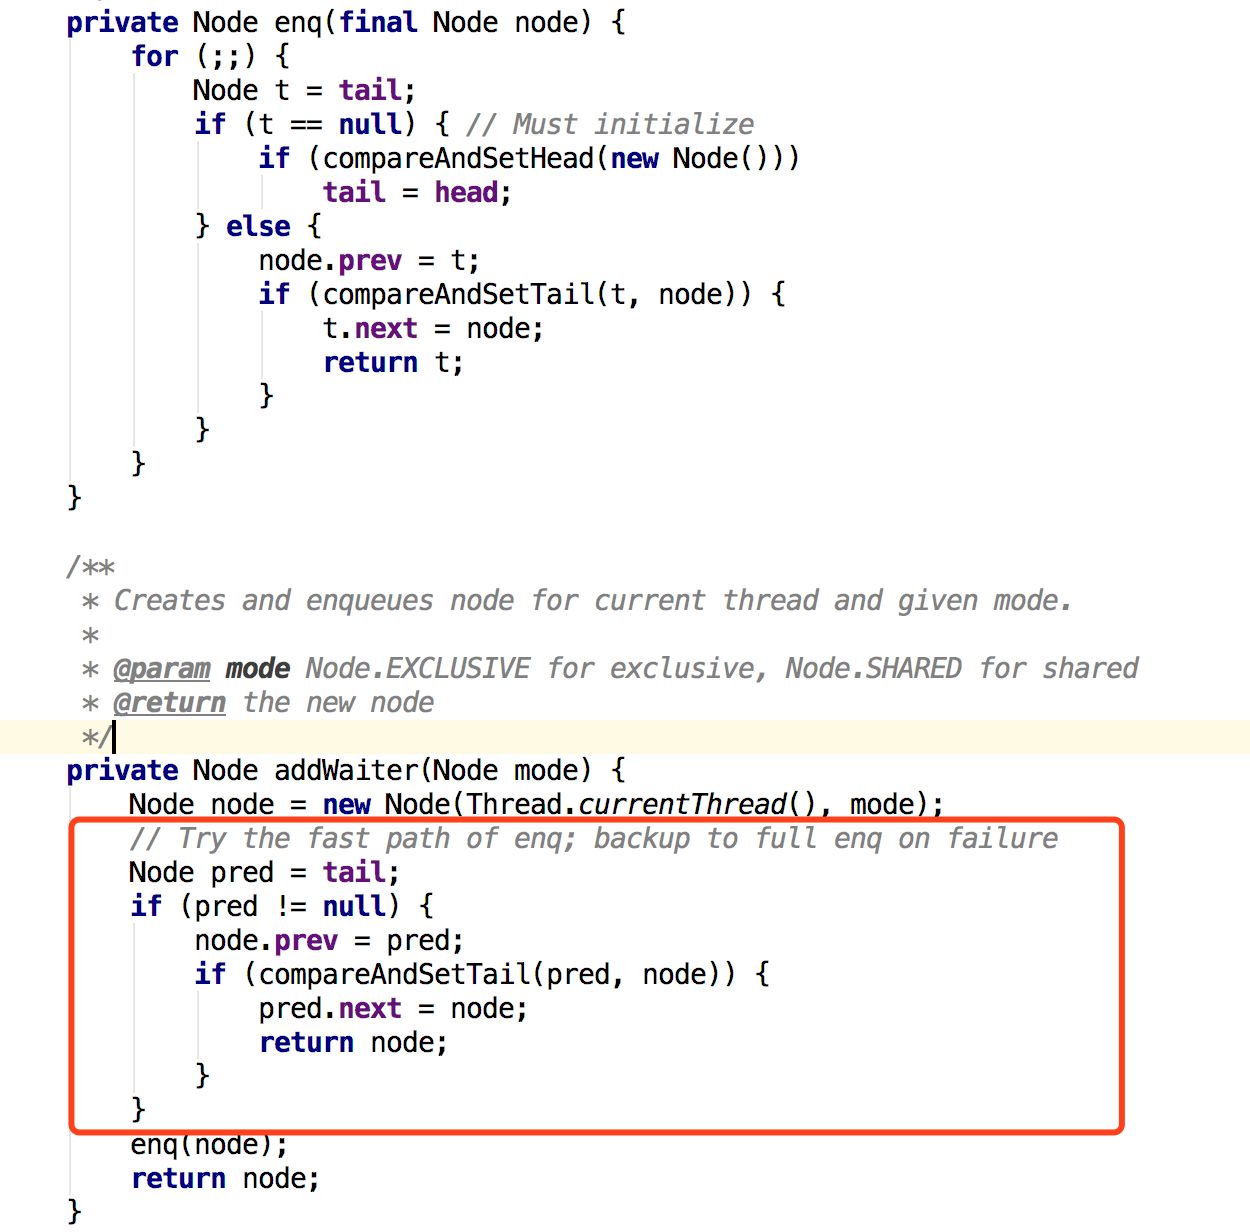 private Node enq(final Node node) {
    for (;;) {
        Node t = tail;
        if (t == null) { // Must initialize
            if (compareAndSetHead(new Node()))
                tail = head;
        } else {
            node.prev = t;
            if (compareAndSetTail(t, node)) {
                t.next = node;
                return t;
            }
        }
    }
}
/**
 * Creates and enqueues node for current thread and given mode.
 *
 * @param mode Node.EXCLUSIVE for exclusive, Node.SHARED for shared
 * @return the new node
 */
private Node addWaiter(Node mode) {
    Node node = new Node(Thread.currentThread(), mode);
    // Try the fast path of enq; backup to full enq on failure
    Node pred = tail;
    if (pred != null) {
        node.prev = pred;
        if (compareAndSetTail(pred, node)) {
            pred.next = node;
            return node;
        }
    }
    enq(node);
    return node;
}